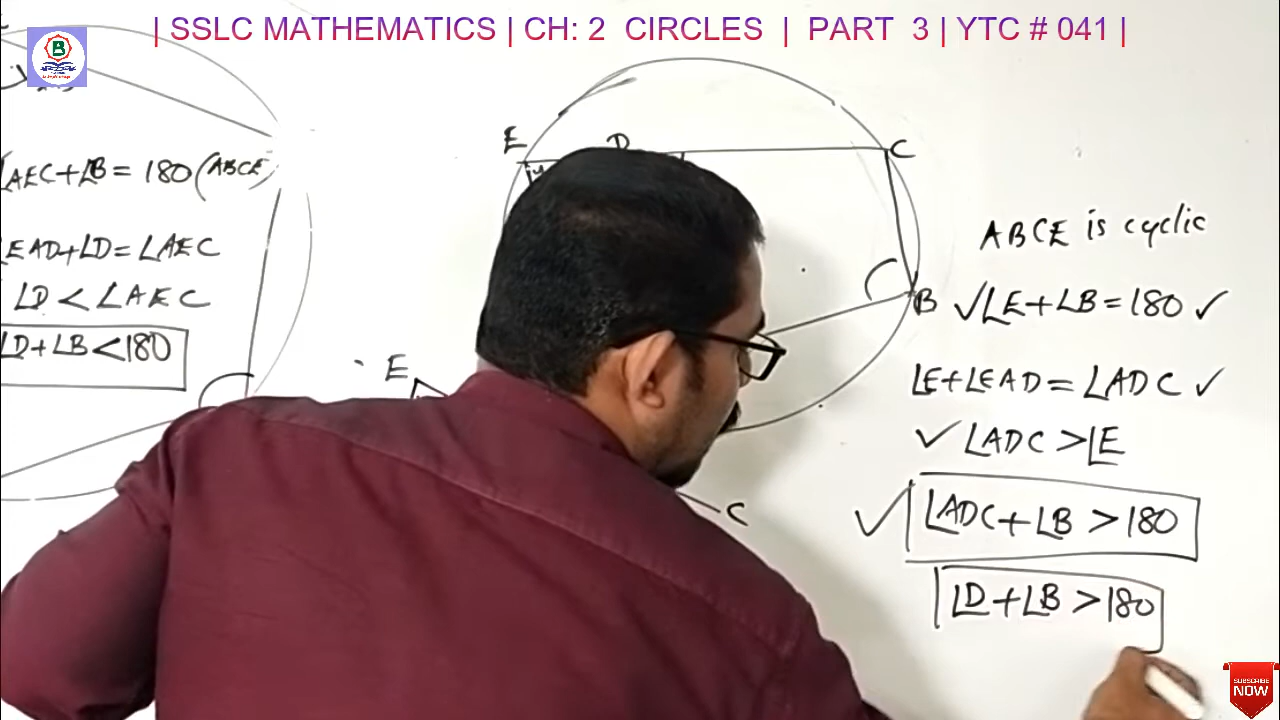 | SSLC MATHEMATICS | CH: 2 CIRCLES | PART 3 | YTC # 041 |
B
∠AEC+∠B = 180 (ABCE)
∠EAD+∠D = ∠AEC
∠D < ∠AEC
∠D+∠B < 180
E
D
C
B
E
C
ABCE is cyclic
✓∠E+∠B = 180 ✓
∠E+∠EAD = ∠ADC ✓
✓ ∠ADC > ∠E
✓ ∠ADC+∠B > 180
∠D+∠B > 180
SUBSCRIBE
NOW